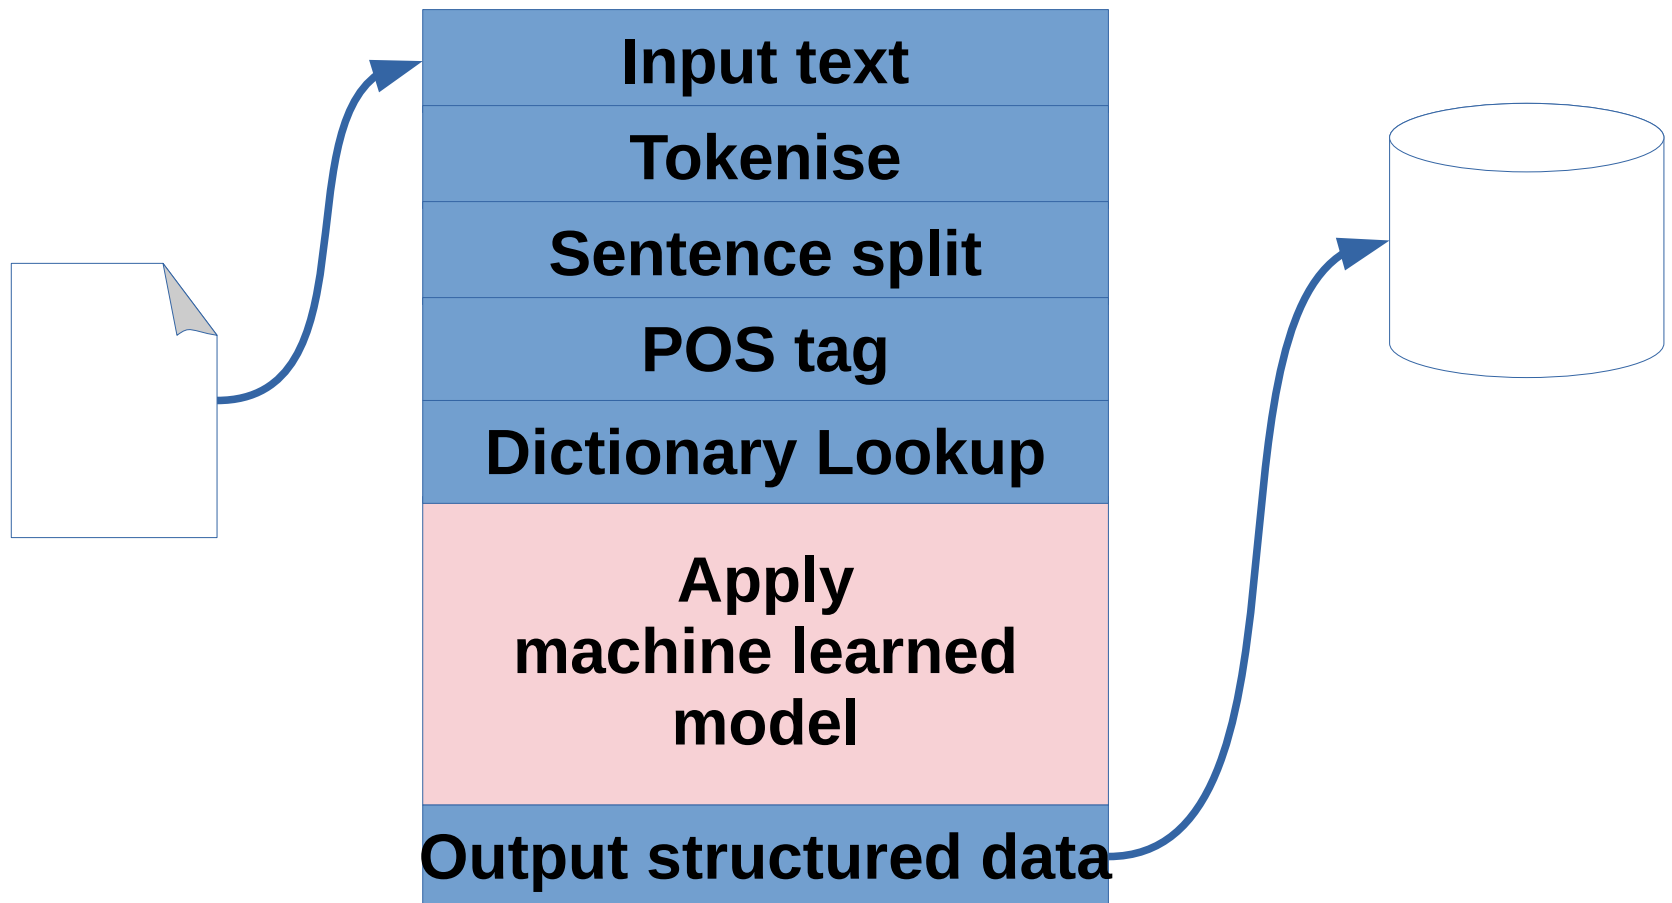 Input text
Tokenise
Sentence split
POS tag
Dictionary Lookup
Apply
machine learned
model
Output structured data